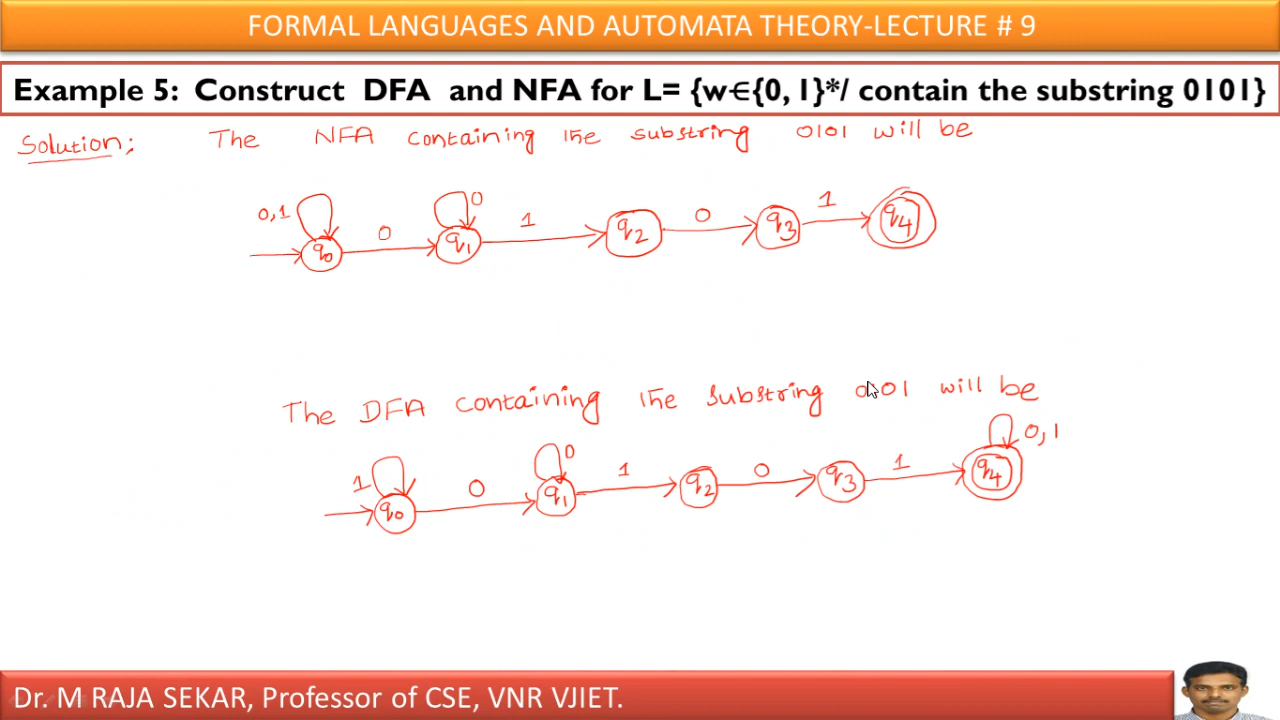 FORMAL LANGUAGES AND AUTOMATA THEORY-LECTURE # 9
Example 5: Construct DFA and NFA for L= {w∈{0, 1}*/ contain the substring 0101}
Solution: The NFA containing the substring 0101 will be
0,1 0 0 1 0 1
q0 q1 q2 q3 q4
The DFA containing the substring 0101 will be
1 0 0 1 0 1 0,1
q0 q1 q2 q3 q4
Dr. M RAJA SEKAR, Professor of CSE, VNR VJIET.